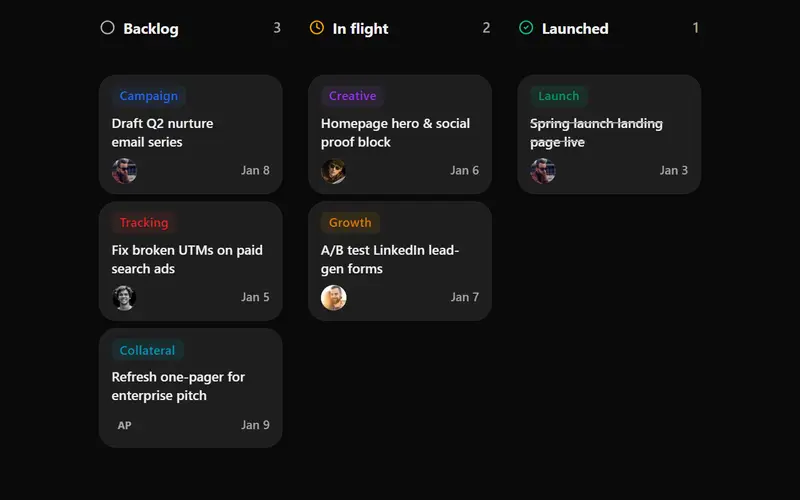 Backlog 3
Campaign
Draft Q2 nurture
email series
Jan 8
Tracking
Fix broken UTMs on paid
search ads
Jan 5
Collateral
Refresh one-pager for
enterprise pitch
AP Jan 9
In flight 2
Creative
Homepage hero & social
proof block
Jan 6
Growth
A/B test LinkedIn lead-
gen forms
Jan 7
Launched 1
Launch
Spring launch landing
page live
Jan 3